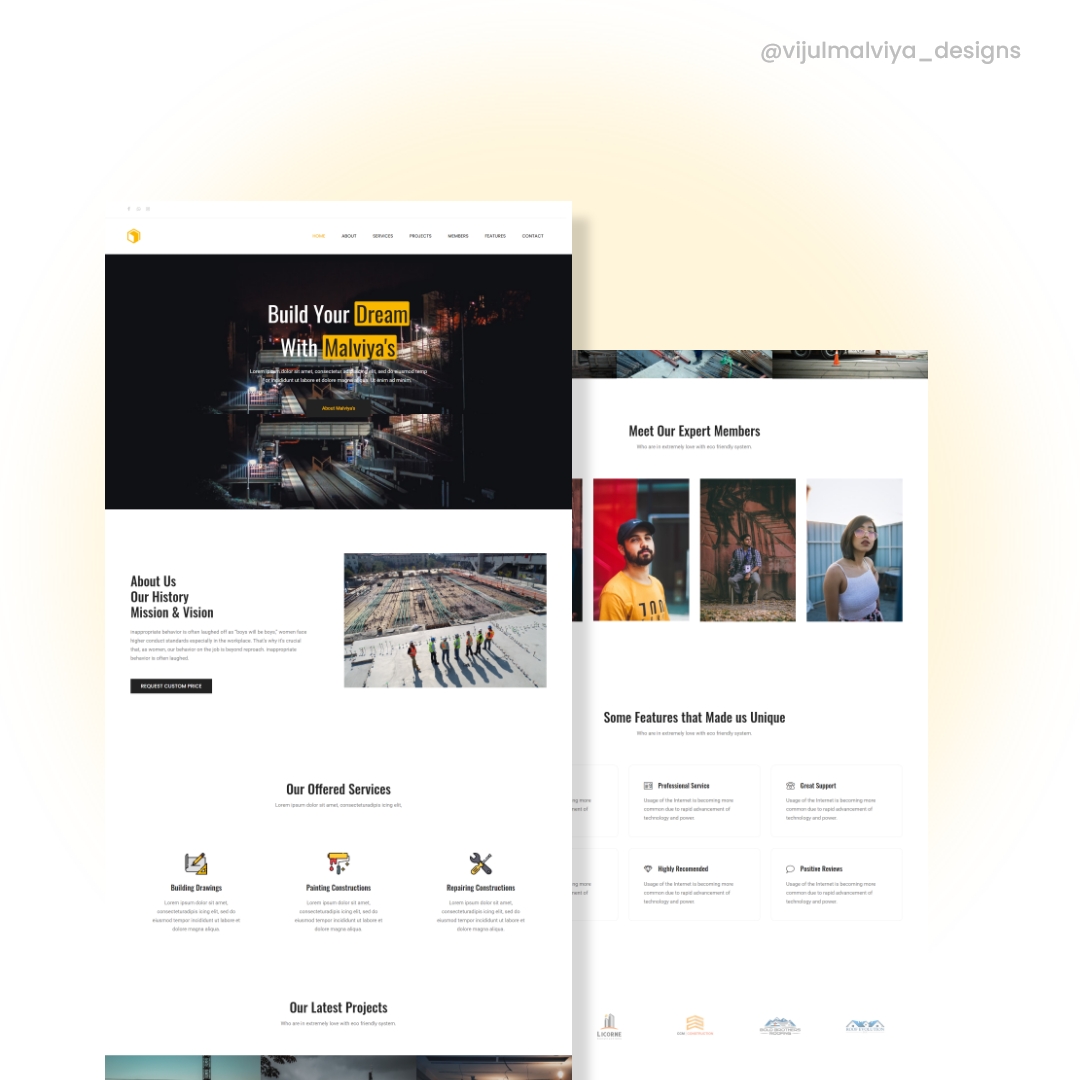 @vijulmalviya_designs
HOME ABOUT SERVICES PROJECTS MEMBERS FEATURES CONTACT
Build Your Dream
With Malviya's
Lorem ipsum dolor sit amet, consectetur adipiscing elit, sed do eiusmod temp
or incididunt ut labore et dolore magna aliqua. Ut enim ad minim.
About Malviya's
About Us
Our History
Mission & Vision
Inappropriate behavior is often laughed off as "boys will be boys," women face
higher conduct standards especially in the workplace. That's why it's crucial
that, as women, our behavior on the job is beyond reproach. Inappropriate
behavior is often laughed.
REQUEST CUSTOM PRICE
Our Offered Services
Lorem ipsum dolor sit amet, consecteturadipis icing elit,
Building Drawings
Lorem ipsum dolor sit amet,
consecteturadipis icing elit, sed do
eiusmod tempor incididunt ut labore et
dolore magna aliqua.
Painting Constructions
Lorem ipsum dolor sit amet,
consecteturadipis icing elit, sed do
eiusmod tempor incididunt ut labore et
dolore magna aliqua.
Repairing Constructions
Lorem ipsum dolor sit amet,
consecteturadipis icing elit, sed do
eiusmod tempor incididunt ut labore et
dolore magna aliqua.
Our Latest Projects
Who are in extremely love with eco friendly system.
Meet Our Expert Members
Who are in extremely love with eco friendly system.
Some Features that Made us Unique
Who are in extremely love with eco friendly system.
ng more
ment of
Professional Service
Usage of the Internet is becoming more
common due to rapid advancement of
technology and power.
Great Support
Usage of the Internet is becoming more
common due to rapid advancement of
technology and power.
ng more
ment of
Highly Recomended
Usage of the Internet is becoming more
common due to rapid advancement of
technology and power.
Positive Reviews
Usage of the Internet is becoming more
common due to rapid advancement of
technology and power.
LICORNE
CONSTRUCTION
ROOFING